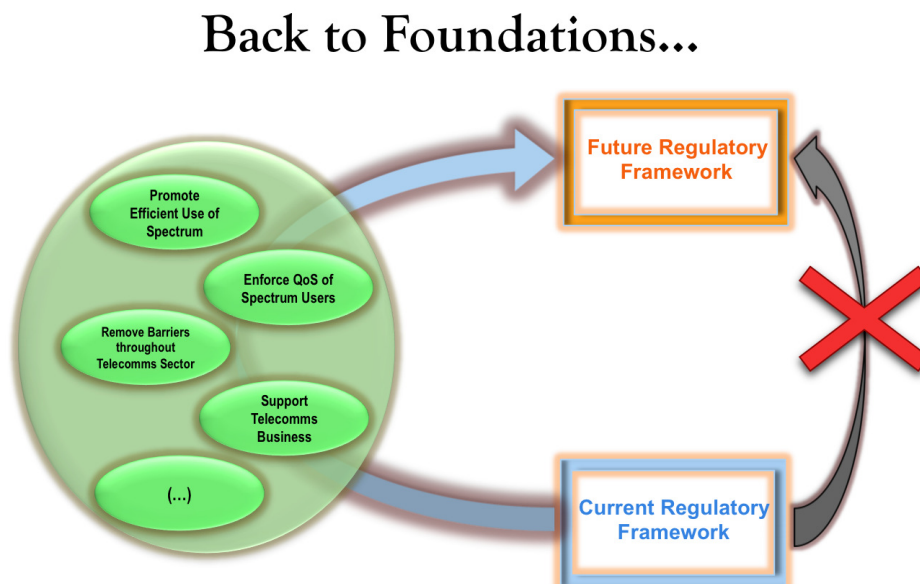 Back to Foundations...
Future Regulatory
Framework
Promote
Efficient Use of
Spectrum
Enforce QoS of
Spectrum Users
Remove Barriers
throughout
Telecomms Sector
Support
Telecomms
Business
(...)
Current Regulatory
Framework